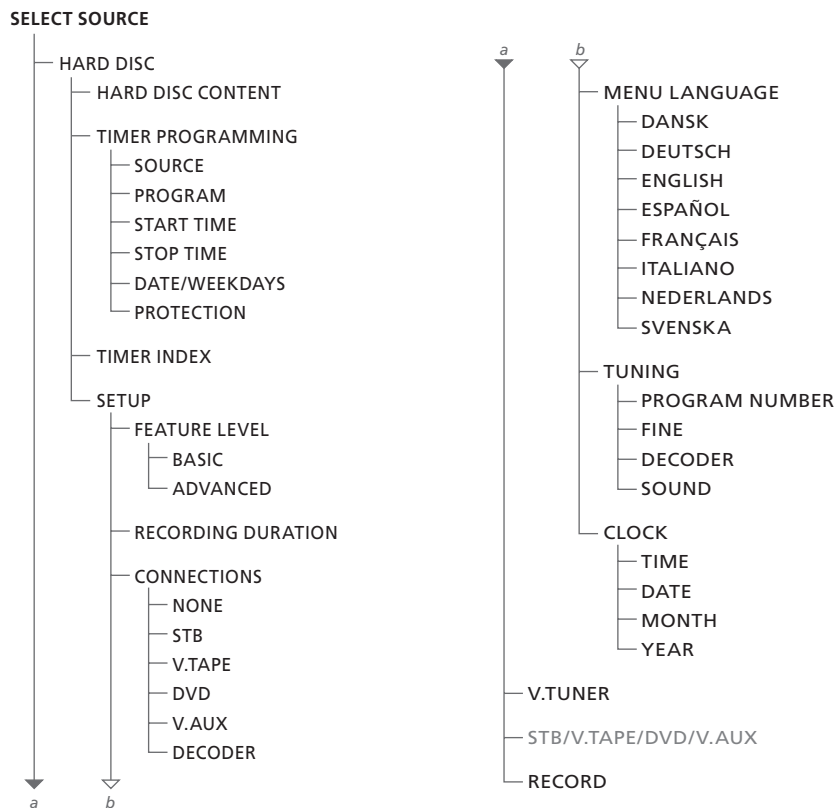 SELECT SOURCE
HARD DISC
HARD DISC CONTENT
TIMER PROGRAMMING
SOURCE
PROGRAM
START TIME
STOP TIME
DATE/WEEKDAYS
PROTECTION
TIMER INDEX
SETUP
FEATURE LEVEL
BASIC
ADVANCED
RECORDING DURATION
CONNECTIONS
NONE
STB
V.TAPE
DVD
V.AUX
DECODER
a b
a b
MENU LANGUAGE
DANSK
DEUTSCH
ENGLISH
ESPAÑOL
FRANÇAIS
ITALIANO
NEDERLANDS
SVENSKA
TUNING
PROGRAM NUMBER
FINE
DECODER
SOUND
CLOCK
TIME
DATE
MONTH
YEAR
V.TUNER
STB/V.TAPE/DVD/V.AUX
RECORD